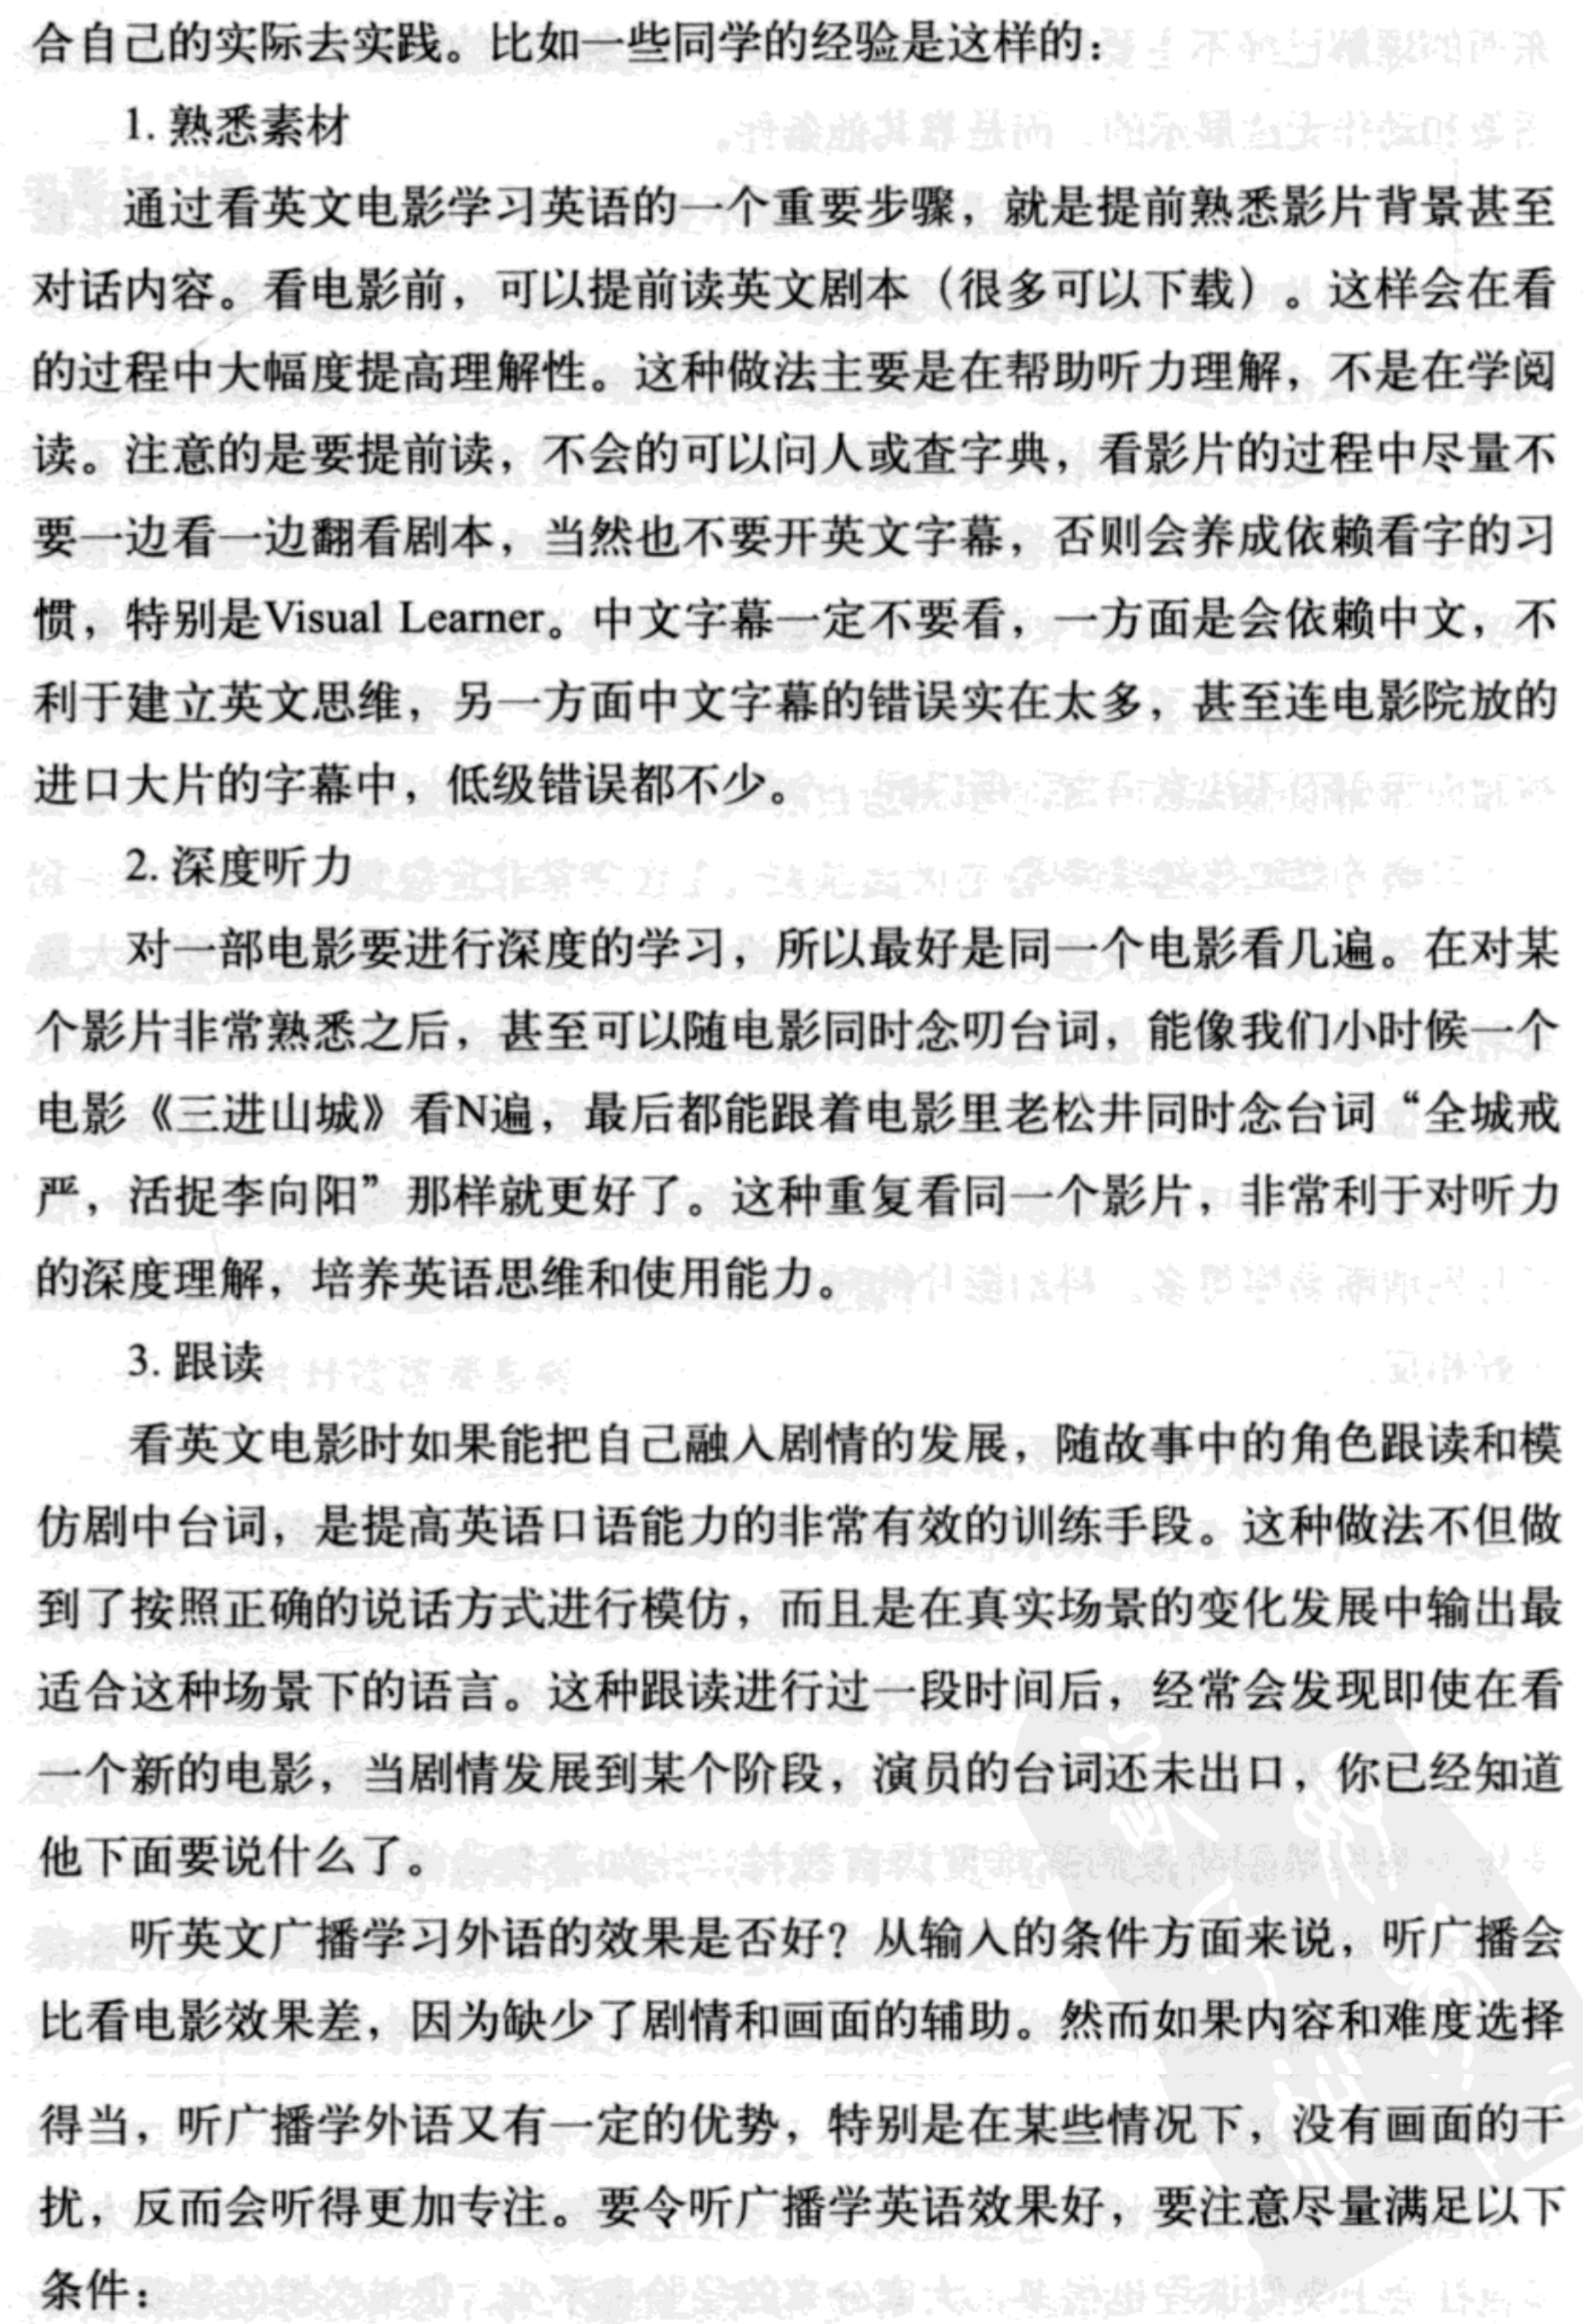 合自己的实际去实践。比如一些同学的经验是这样的：
1. 熟悉素材
通过看英文电影学习英语的一个重要步骤，就是提前熟悉影片背景甚至
对话内容。看电影前，可以提前读英文剧本（很多可以下载）。这样会在看
的过程中大幅度提高理解性。这种做法主要是在帮助听力理解，不是在学阅
读。注意的是要提前读，不会的可以问人或查字典，看影片的过程中尽量不
要一边看一边翻看剧本，当然也不要开英文字幕，否则会养成依赖看字的习
惯，特别是Visual Learner。中文字幕一定不要看，一方面是会依赖中文，不
利于建立英文思维，另一方面中文字幕的错误实在太多，甚至连电影院放的
进口大片的字幕中，低级错误都不少。
2. 深度听力
对一部电影要进行深度的学习，所以最好是同一个电影看几遍。在对某
个影片非常熟悉之后，甚至可以随电影同时念叨台词，能像我们小时候一个
电影《三进山城》看N遍，最后都能跟着电影里老松井同时念台词“全城戒
严，活捉李向阳”那样就更好了。这种重复看同一个影片，非常利于对听力
的深度理解，培养英语思维和使用能力。
3. 跟读
看英文电影时如果能把自己融入剧情的发展，随故事中的角色跟读和模
仿剧中台词，是提高英语口语能力的非常有效的训练手段。这种做法不但做
到了按照正确的说话方式进行模仿，而且是在真实场景的变化发展中输出最
适合这种场景下的语言。这种跟读进行过一段时间后，经常会发现即使在看
一个新的电影，当剧情发展到某个阶段，演员的台词还未出口，你已经知道
他下面要说什么了。
听英文广播学习外语的效果是否好？从输入的条件方面来说，听广播会
比看电影效果差，因为缺少了剧情和画面的辅助。然而如果内容和难度选择
得当，听广播学外语又有一定的优势，特别是在某些情况下，没有画面的干
扰，反而会听得更加专注。要令听广播学英语效果好，要注意尽量满足以下
条件：